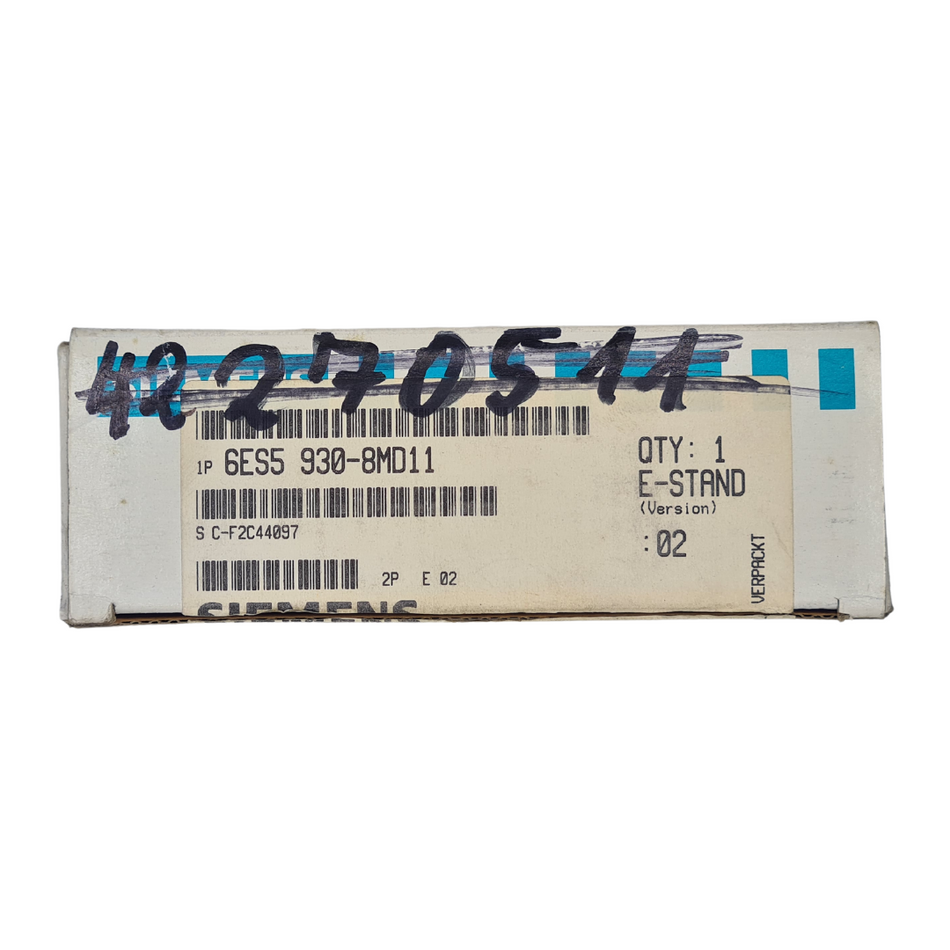 42270511
1P 6ES5 930-8MD11
S C-F2C44097
2P E 02
SIEMENS
QTY: 1
E-STAND
(Version)
:02
VERPACKT